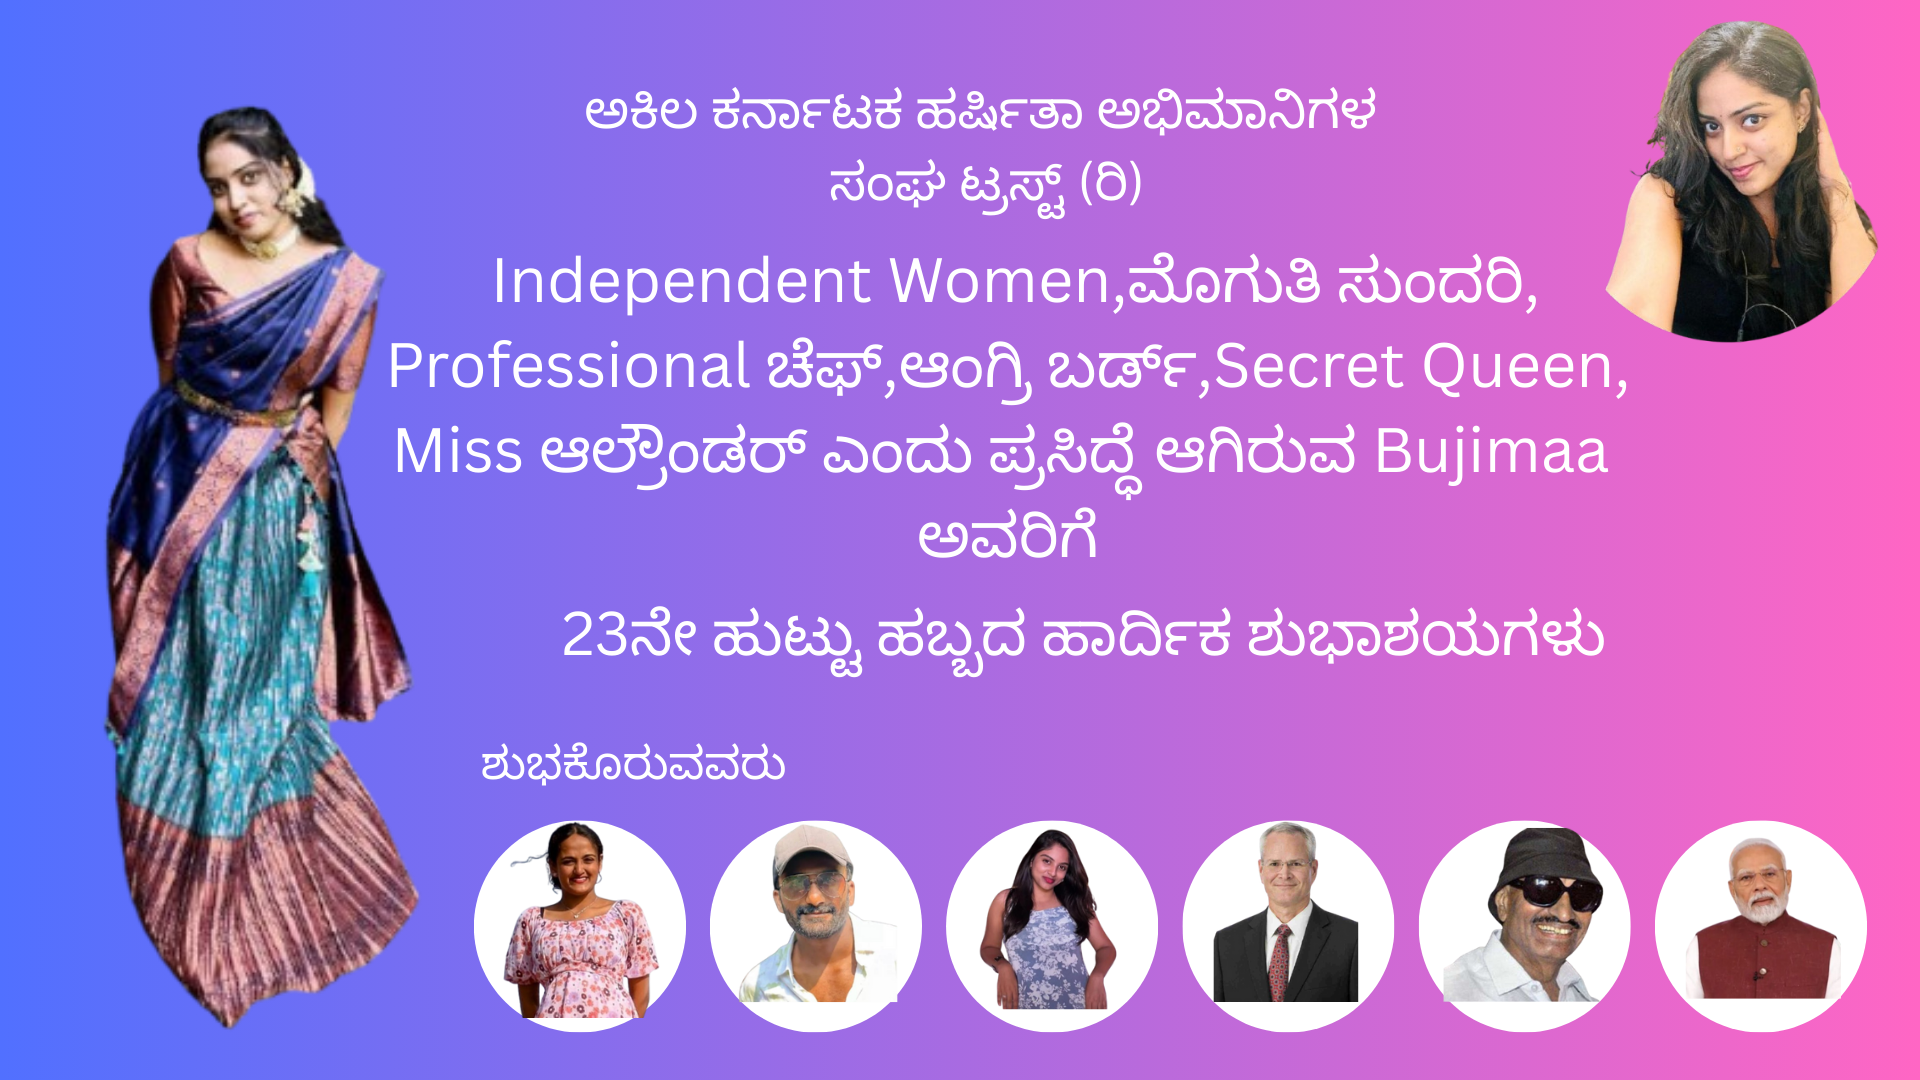 ಅಕಿಲ ಕರ್ನಾಟಕ ಹರ್ಷಿತಾ ಅಭಿಮಾನಿಗಳ
ಸಂಘ ಟ್ರಸ್ಟ್ (ರಿ)
Independent Women,ಮೊಗುತಿ ಸುಂದರಿ,
Professional ಚೆಫ್,ಆಂಗ್ರಿ ಬರ್ಡ್,Secret Queen,
Miss ಆಲ್ರೌಂಡರ್ ಎಂದು ಪ್ರಸಿದ್ಧೆ ಆಗಿರುವ Bujimaa
ಅವರಿಗೆ
23ನೇ ಹುಟ್ಟು ಹಬ್ಬದ ಹಾರ್ದಿಕ ಶುಭಾಶಯಗಳು
ಶುಭಕೊರುವವರು